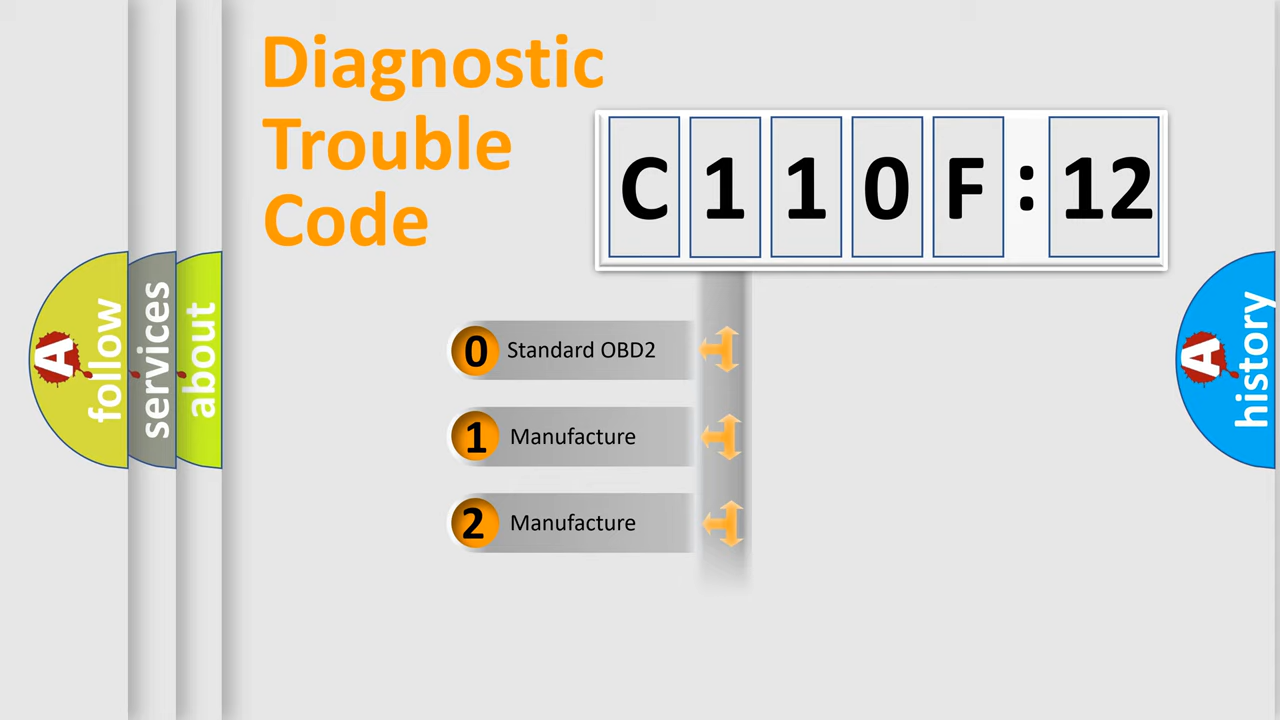 Diagnostic
Trouble
Code
C 1 1 0 F : 12
0 Standard OBD2
1 Manufacture
2 Manufacture
A follow
services
about
A history